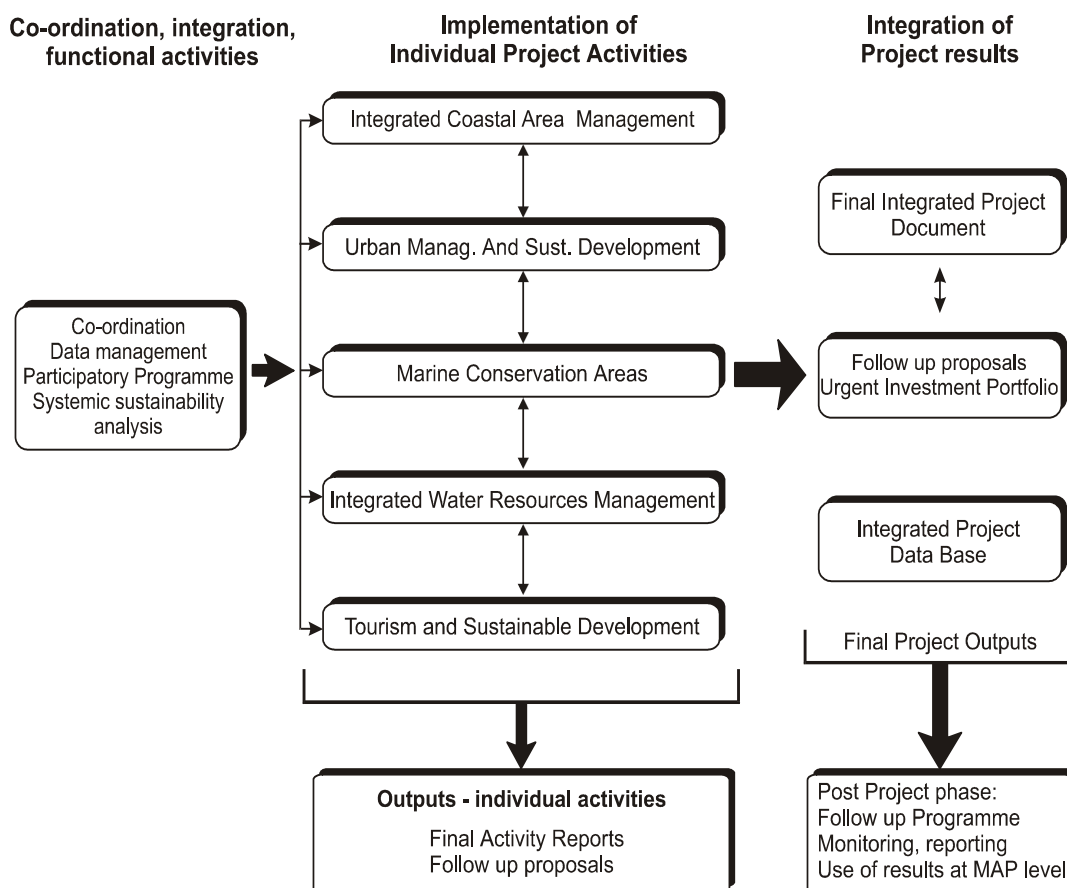 Co-ordination, integration,
functional activities
Implementation of
Individual Project Activities
Integration of
Project results
Co-ordination
Data management
Participatory Programme
Systemic sustainability
analysis
Integrated Coastal Area Management
Urban Manag. And Sust. Development
Marine Conservation Areas
Integrated Water Resources Management
Tourism and Sustainable Development
Outputs - individual activities
Final Activity Reports
Follow up proposals
Final Integrated Project
Document
Follow up proposals
Urgent Investment Portfolio
Integrated Project
Data Base
Final Project Outputs
Post Project phase:
Follow up Programme
Monitoring, reporting
Use of results at MAP level